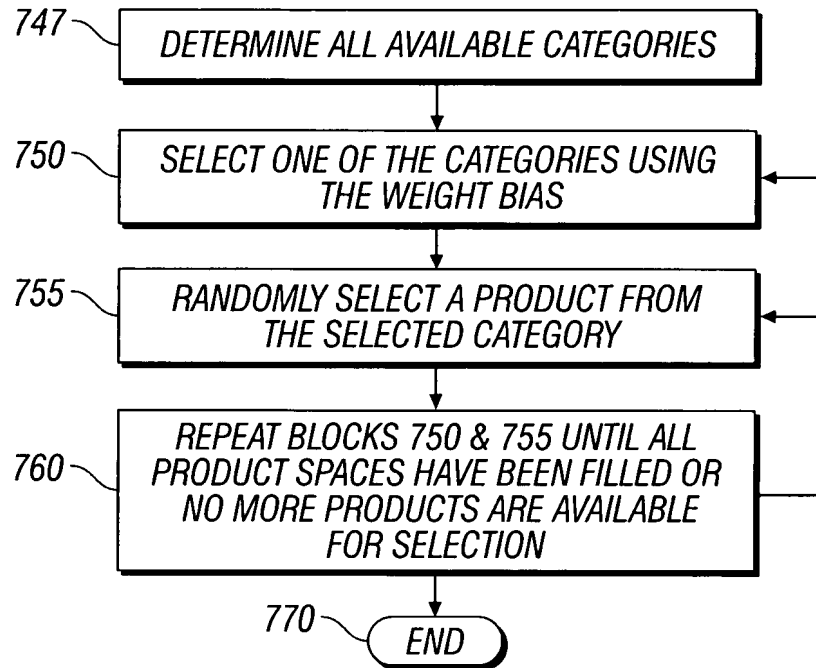 747
DETERMINE ALL AVAILABLE CATEGORIES
750
SELECT ONE OF THE CATEGORIES USING
THE WEIGHT BIAS
755
RANDOMLY SELECT A PRODUCT FROM
THE SELECTED CATEGORY
760
REPEAT BLOCKS 750 & 755 UNTIL ALL
PRODUCT SPACES HAVE BEEN FILLED OR
NO MORE PRODUCTS ARE AVAILABLE
FOR SELECTION
770
END